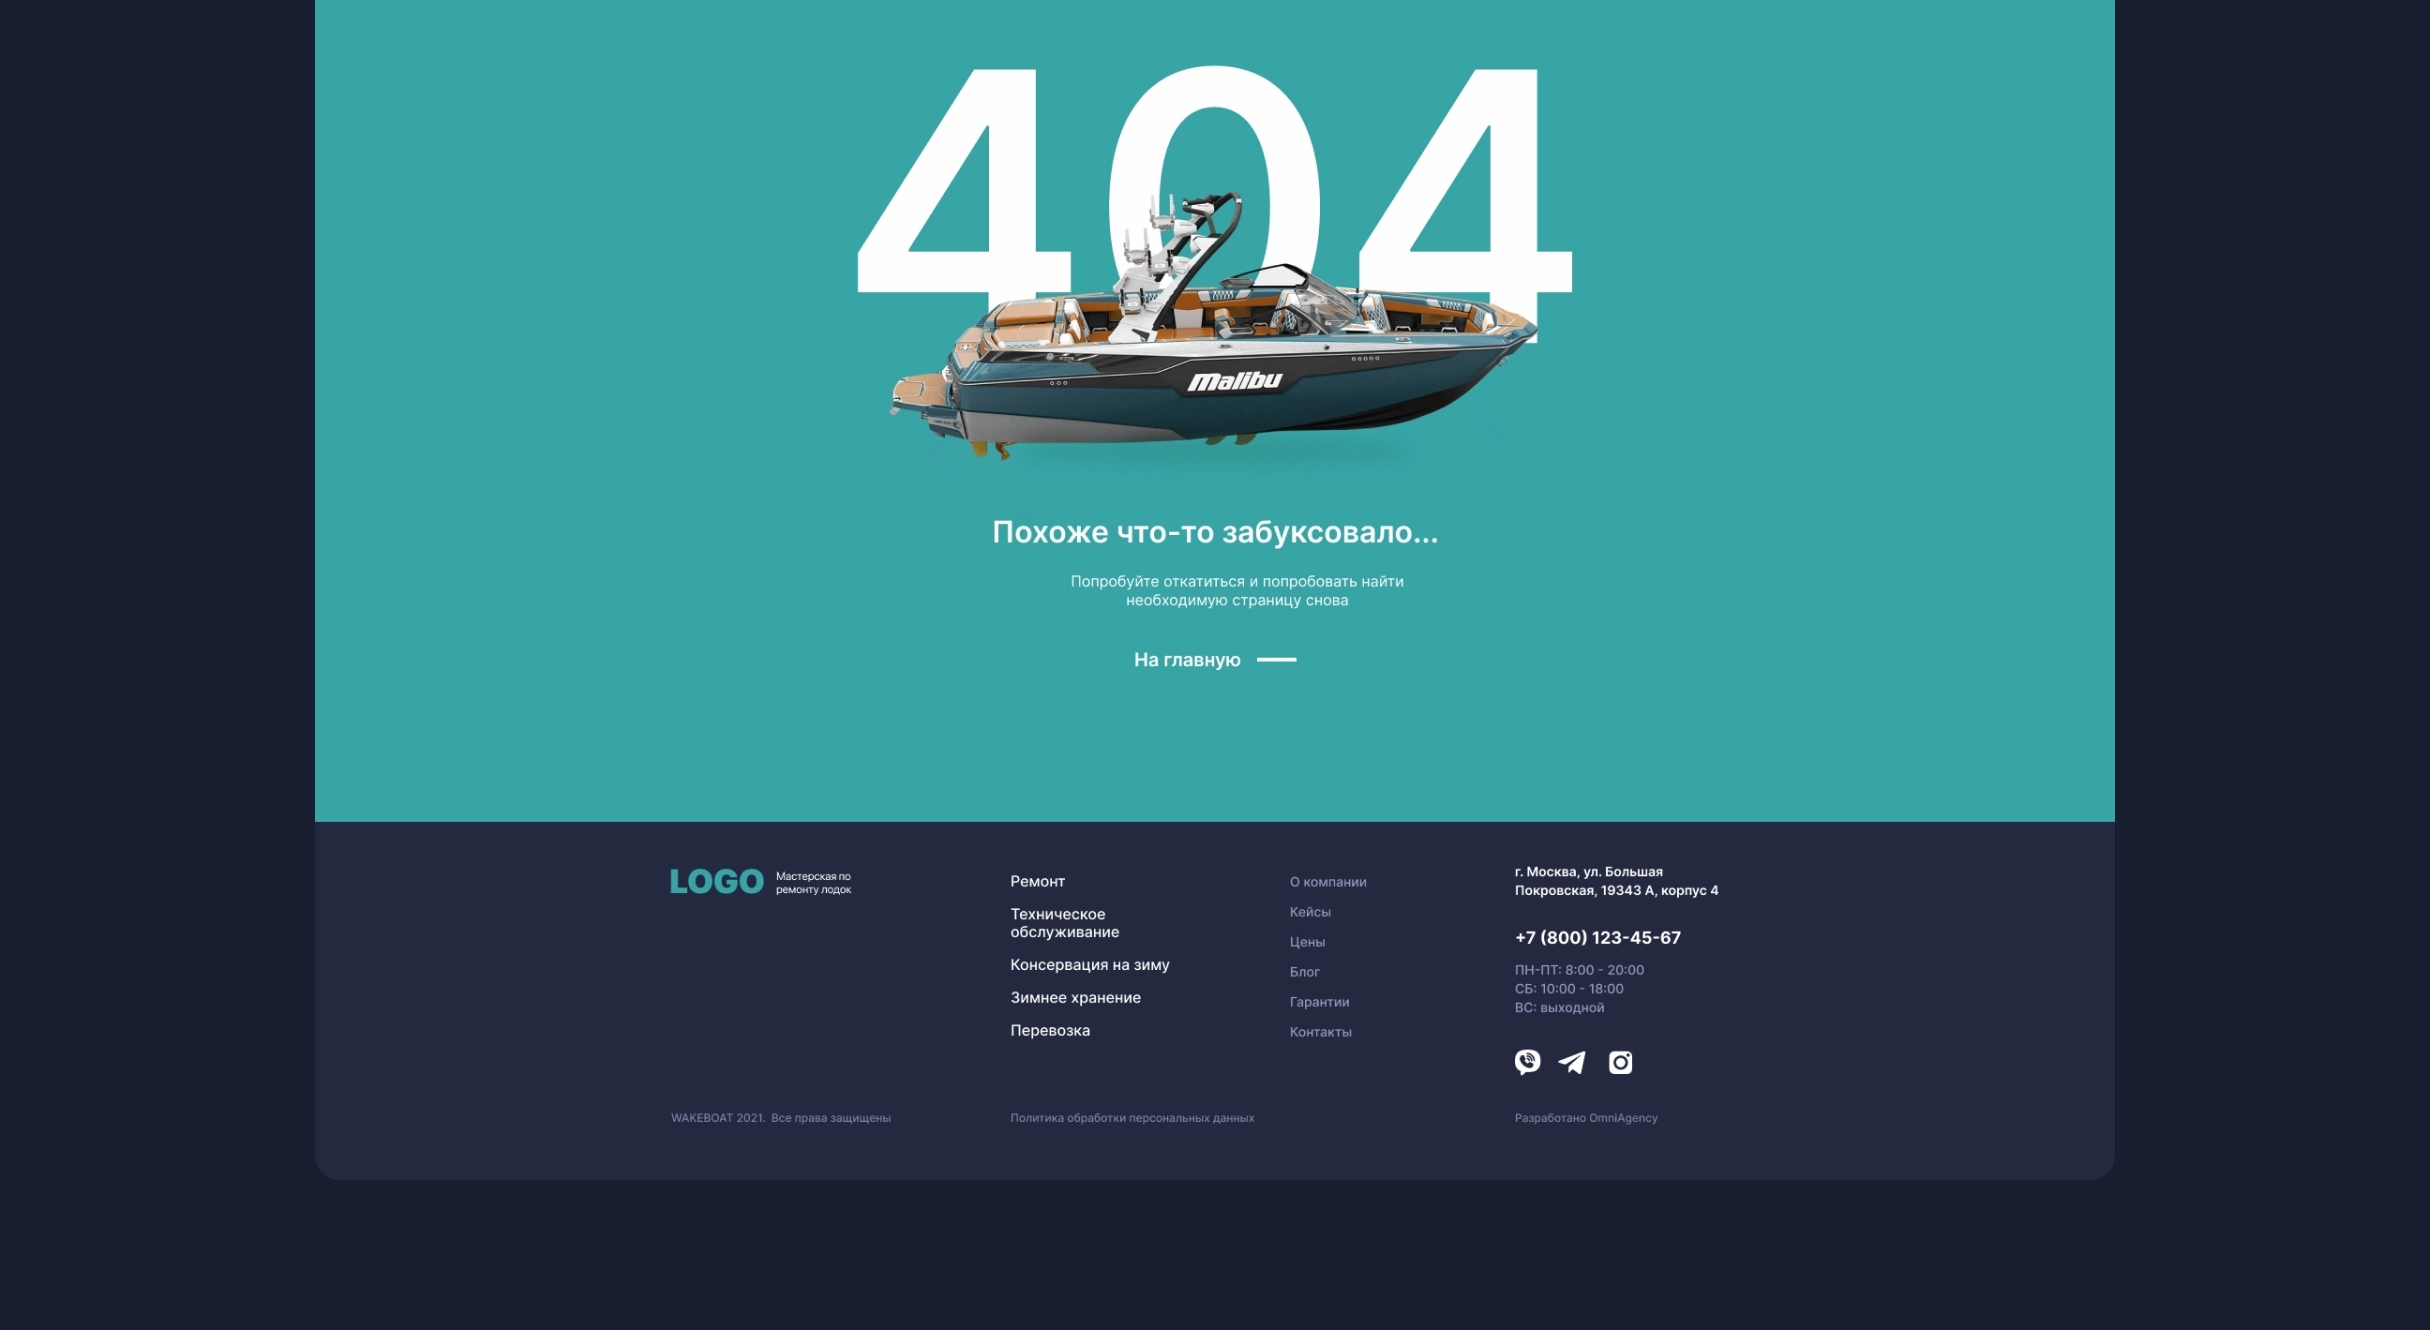 404
Malibu
Похоже что-то забуксовало...
Попробуйте откатиться и попробовать найти
необходимую страницу снова
На главную
LOGO
Мастерская по
ремонту лодок
Ремонт
Техническое
обслуживание
Консервация на зиму
Зимнее хранение
Перевозка
О компании
Кейсы
Цены
Блог
Гарантии
Контакты
г. Москва, ул. Большая
Покровская, 19343 А, корпус 4
+7 (800) 123-45-67
ПН-ПТ: 8:00 - 20:00
СБ: 10:00 - 18:00
ВС: выходной
WAKEBOAT 2021.  Все права защищены
Политика обработки персональных данных
Разработано OmniAgency